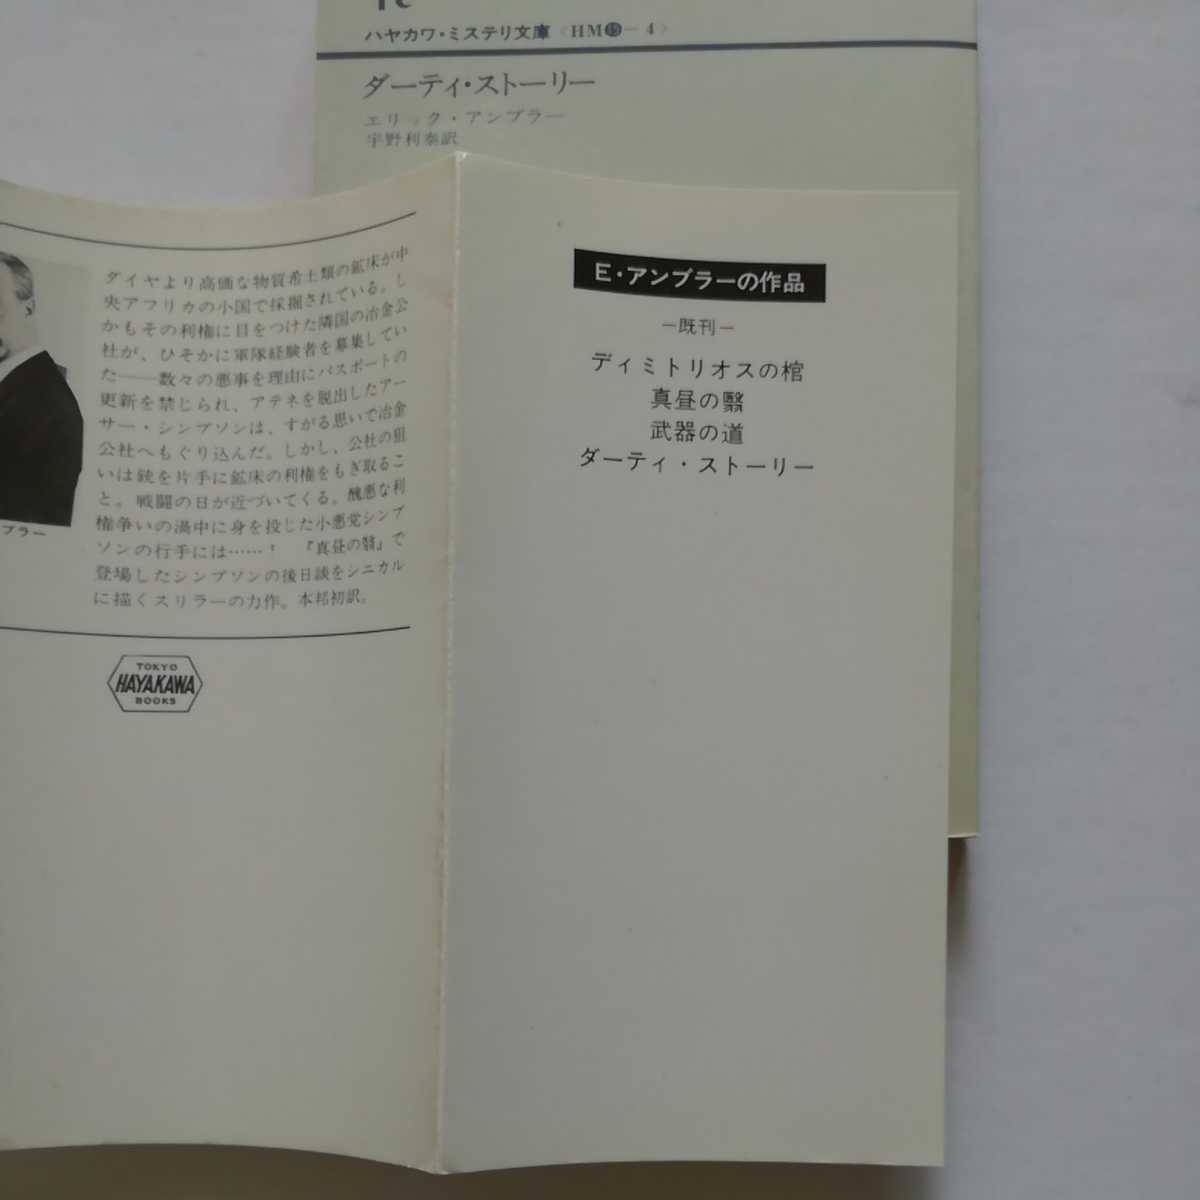 ハヤカワ・ミステリ文庫〈HM⑮-4〉
ダーティ・ストーリー
エリック・アンブラー
宇野利泰訳
ダイヤより高価な物質希土類の鉱床が中
央アフリカの小国で採掘されている。し
かもその利権に目をつけた隣国の冶金公
社が、ひそかに軍隊経験者を募集してい
た――数々の悪事を理由にパスポートの
更新を禁じられ、アテネを脱出したアー
サー・シンプソンは、すがる思いで冶金
公社へもぐり込んだ。しかし、公社の狙
いは銃を片手に鉱床の利権をもぎ取るこ
と。戦闘の日が近づいてくる。醜悪な利
権争いの渦中に身を投じた小悪党シンプ
ソンの行手には……？　『真昼の翳』で
登場したシンプソンの後日談をシニカル
に描くスリラーの力作。本邦初訳。
ブラー
TOKYO
HAYAKAWA
BOOKS
E・アンブラーの作品
―既刊―
ディミトリオスの棺
真昼の翳
武器の道
ダーティ・ストーリー